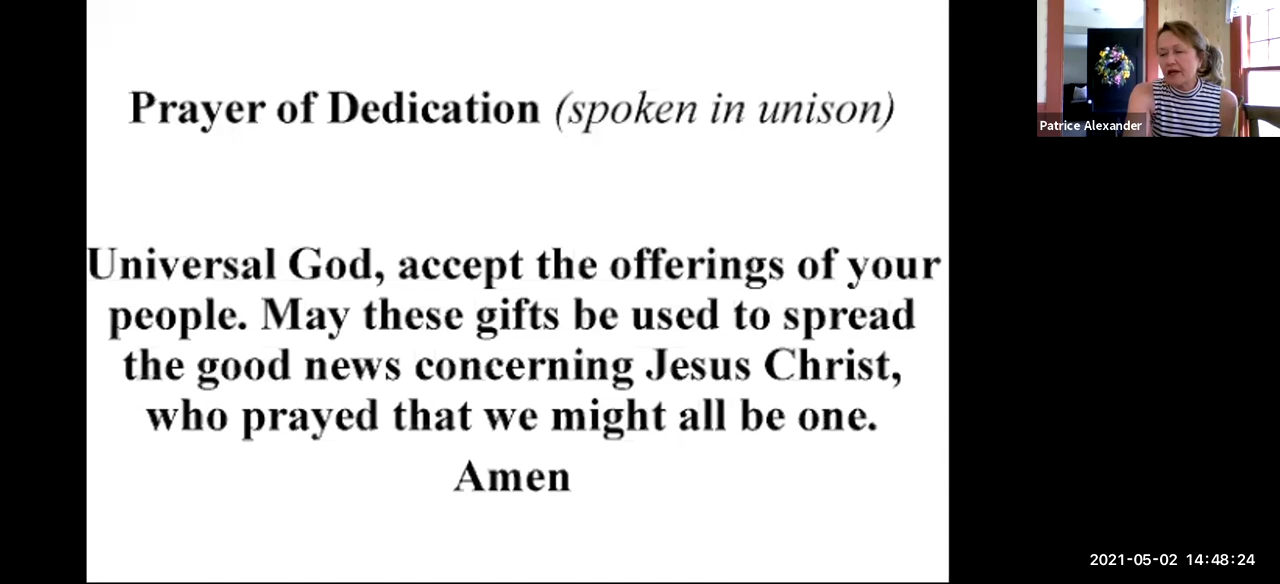 Prayer of Dedication (spoken in unison)
Universal God, accept the offerings of your
people. May these gifts be used to spread
the good news concerning Jesus Christ,
who prayed that we might all be one.
Amen
Patrice Alexander
2021-05-02 14:48:24